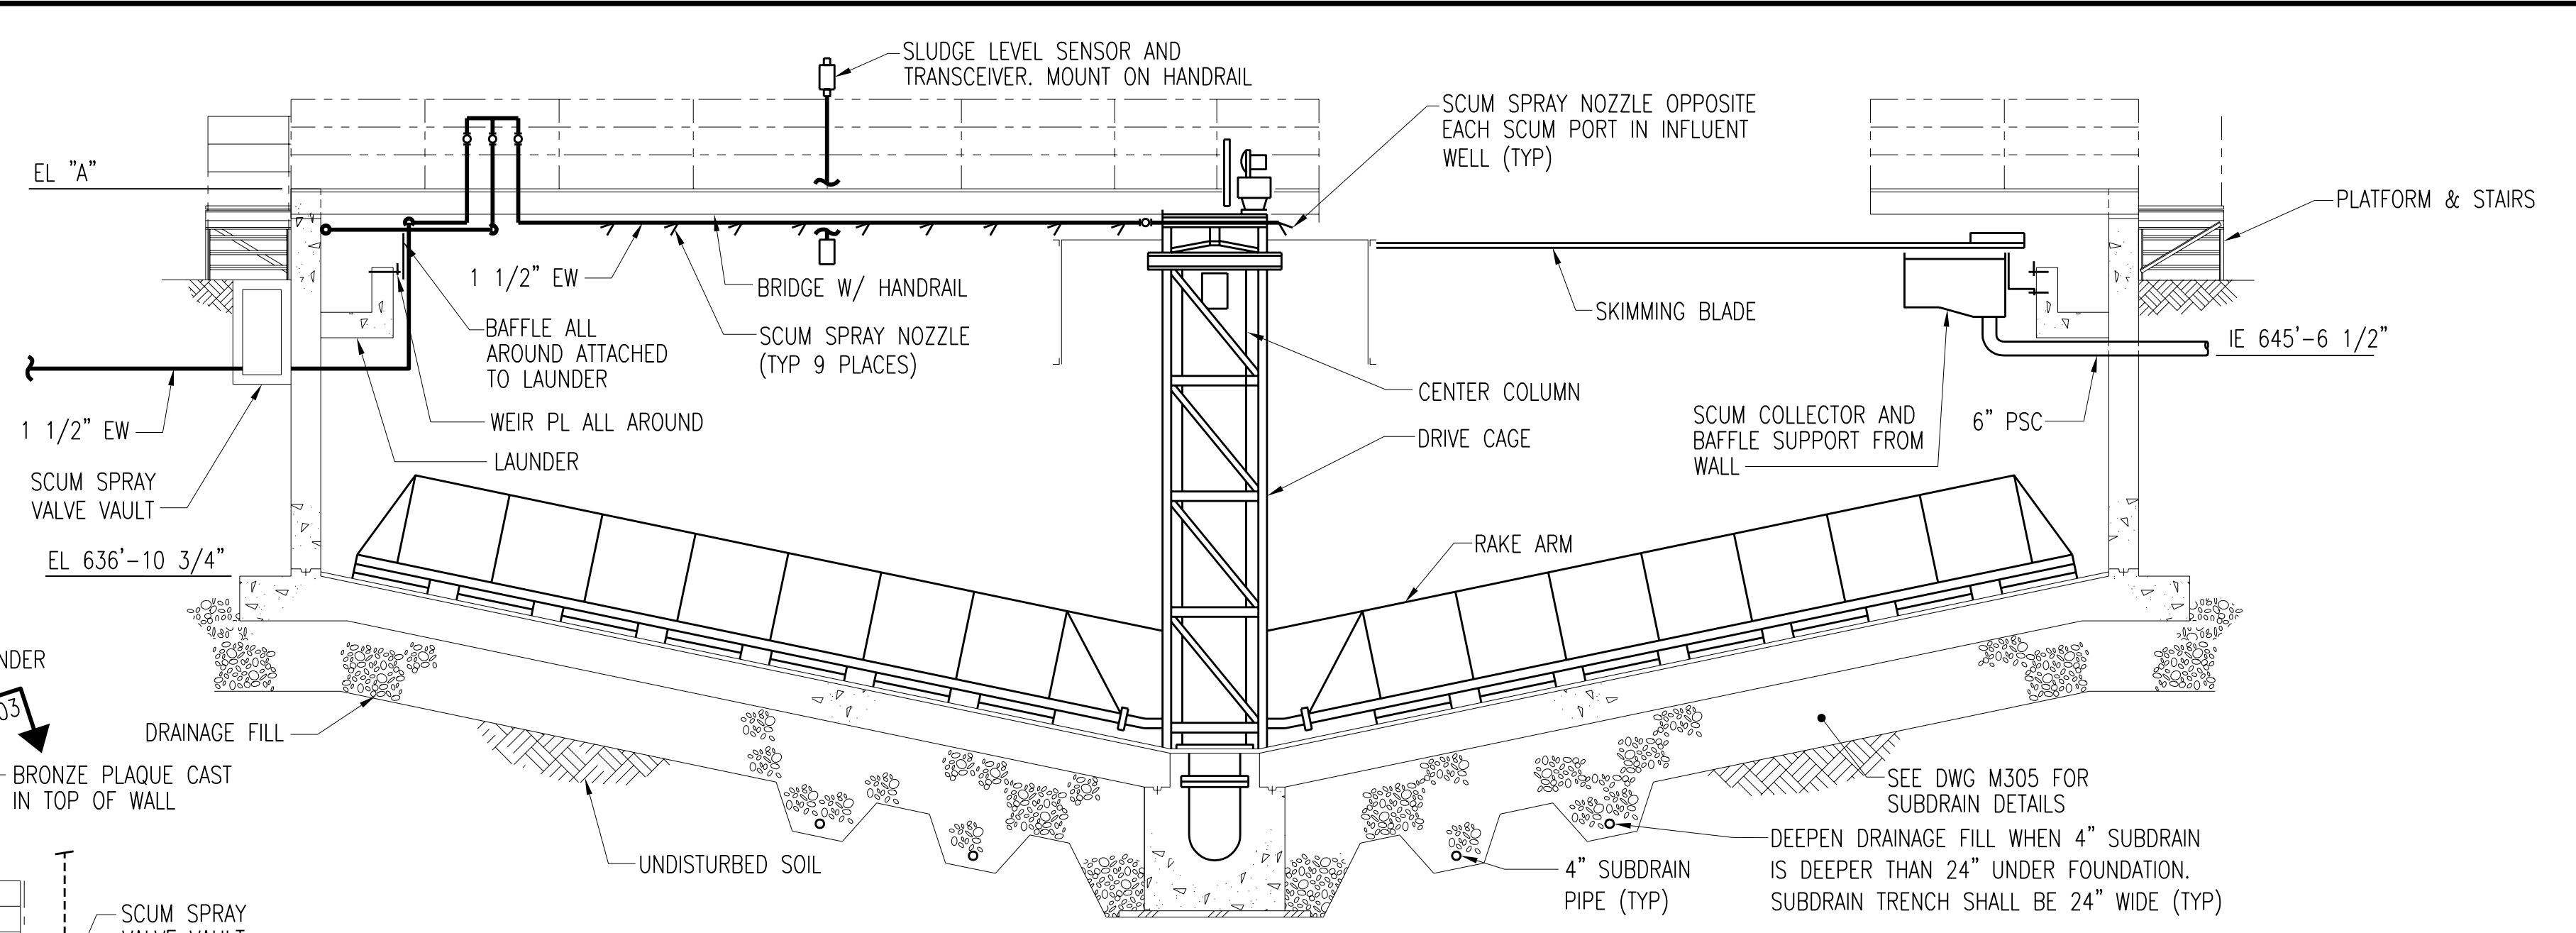 SLUDGE LEVEL SENSOR AND
TRANSCEIVER. MOUNT ON HANDRAIL
SCUM SPRAY NOZZLE OPPOSITE
EACH SCUM PORT IN INFLUENT
WELL (TYP)
EL "A"
PLATFORM & STAIRS
1 1/2" EW
BRIDGE W/ HANDRAIL
SKIMMING BLADE
BAFFLE ALL
AROUND ATTACHED
TO LAUNDER
SCUM SPRAY NOZZLE
(TYP 9 PLACES)
IE 645'-6 1/2"
CENTER COLUMN
WEIR PL ALL AROUND
1 1/2" EW
SCUM COLLECTOR AND
BAFFLE SUPPORT FROM
WALL
6" PSC
DRIVE CAGE
LAUNDER
SCUM SPRAY
VALVE VAULT
EL 636'-10 3/4"
RAKE ARM
NDER
03
DRAINAGE FILL
BRONZE PLAQUE CAST
IN TOP OF WALL
SEE DWG M305 FOR
SUBDRAIN DETAILS
UNDISTURBED SOIL
4" SUBDRAIN
PIPE (TYP)
DEEPEN DRAINAGE FILL WHEN 4" SUBDRAIN
IS DEEPER THAN 24" UNDER FOUNDATION.
SUBDRAIN TRENCH SHALL BE 24" WIDE (TYP)
SCUM SPRAY
VALVE VAULT